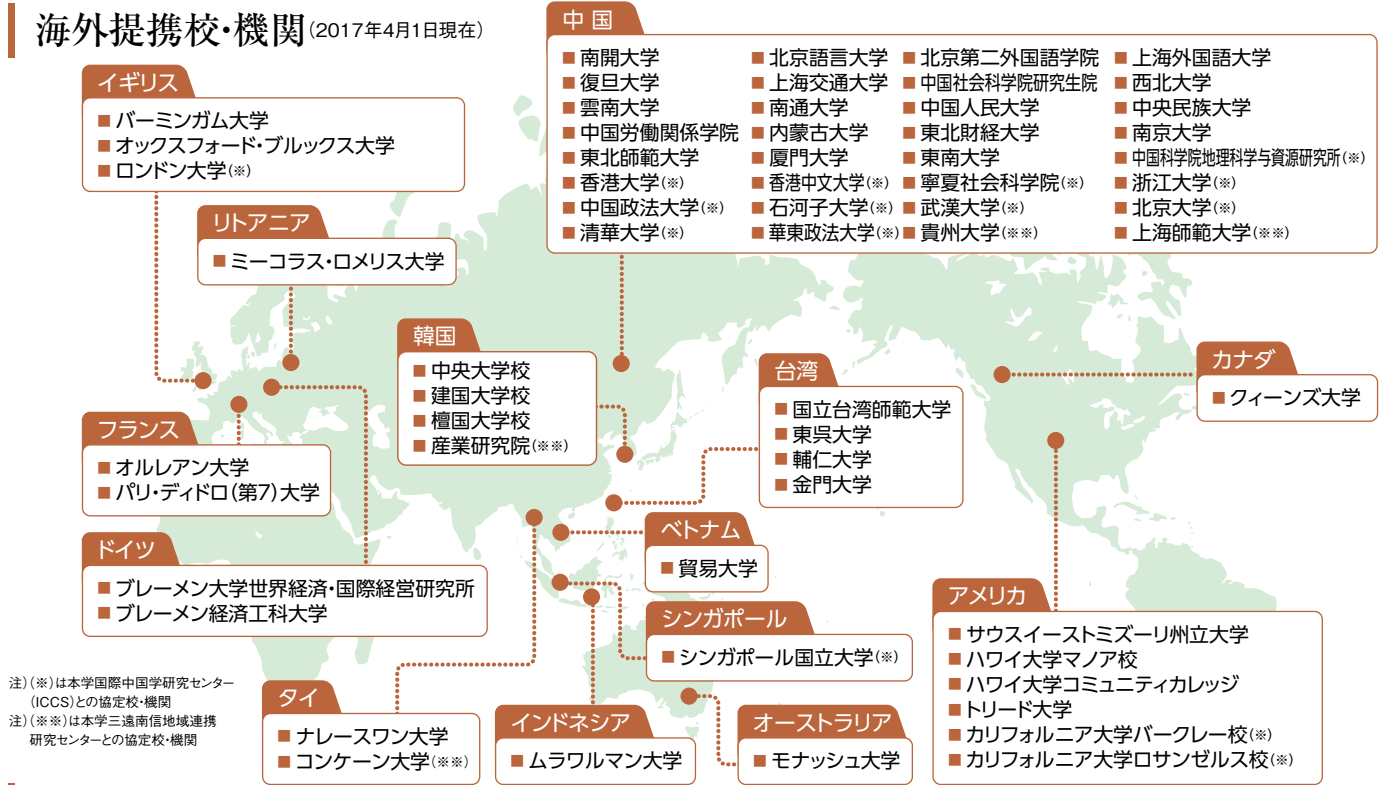 海外提携校・機関(2017年4月1日現在)
イギリス
■ バーミンガム大学
■ オックスフォード・ブルックス大学
■ ロンドン大学(※)
リトアニア
■ ミーコラス・ロメリス大学
中国
■ 南開大学 ■ 北京語言大学 ■ 北京第二外国語学院 ■ 上海外国語大学
■ 復旦大学 ■ 上海交通大学 ■ 中国社会科学院研究生院 ■ 西北大学
■ 雲南大学 ■ 南通大学 ■ 中国人民大学 ■ 中央民族大学
■ 中国労働関係学院 ■ 内蒙古大学 ■ 東北財経大学 ■ 南京大学
■ 東北師範大学 ■ 厦門大学 ■ 東南大学 ■ 中国科学院地理科学与資源研究所(※)
■ 香港大学(※) ■ 香港中文大学(※) ■ 寧夏社会科学院(※) ■ 浙江大学(※)
■ 中国政法大学(※) ■ 石河子大学(※) ■ 武漢大学(※) ■ 北京大学(※)
■ 清華大学(※) ■ 華東政法大学(※) ■ 貴州大学(※※) ■ 上海師範大学(※※)
韓国
■ 中央大学校
■ 建国大学校
■ 檀国大学校
■ 産業研究院(※※)
台湾
■ 国立台湾師範大学
■ 東呉大学
■ 輔仁大学
■ 金門大学
カナダ
■ クィーンズ大学
フランス
■ オルレアン大学
■ パリ・ディドロ(第7)大学
ドイツ
■ ブレーメン大学世界経済・国際経営研究所
■ ブレーメン経済工科大学
ベトナム
■ 貿易大学
シンガポール
■ シンガポール国立大学(※)
アメリカ
■ サウスイーストミズーリ州立大学
■ ハワイ大学マノア校
■ ハワイ大学コミュニティカレッジ
■ トリード大学
■ カリフォルニア大学バークレー校(※)
■ カリフォルニア大学ロサンゼルス校(※)
タイ
■ ナレースワン大学
■ コンケーン大学(※※)
インドネシア
■ ムラワルマン大学
オーストラリア
■ モナッシュ大学
注)(※)は本学国際中国学研究センター
(ICCS)との協定校・機関
注)(※※)は本学三遠南信地域連携
研究センターとの協定校・機関